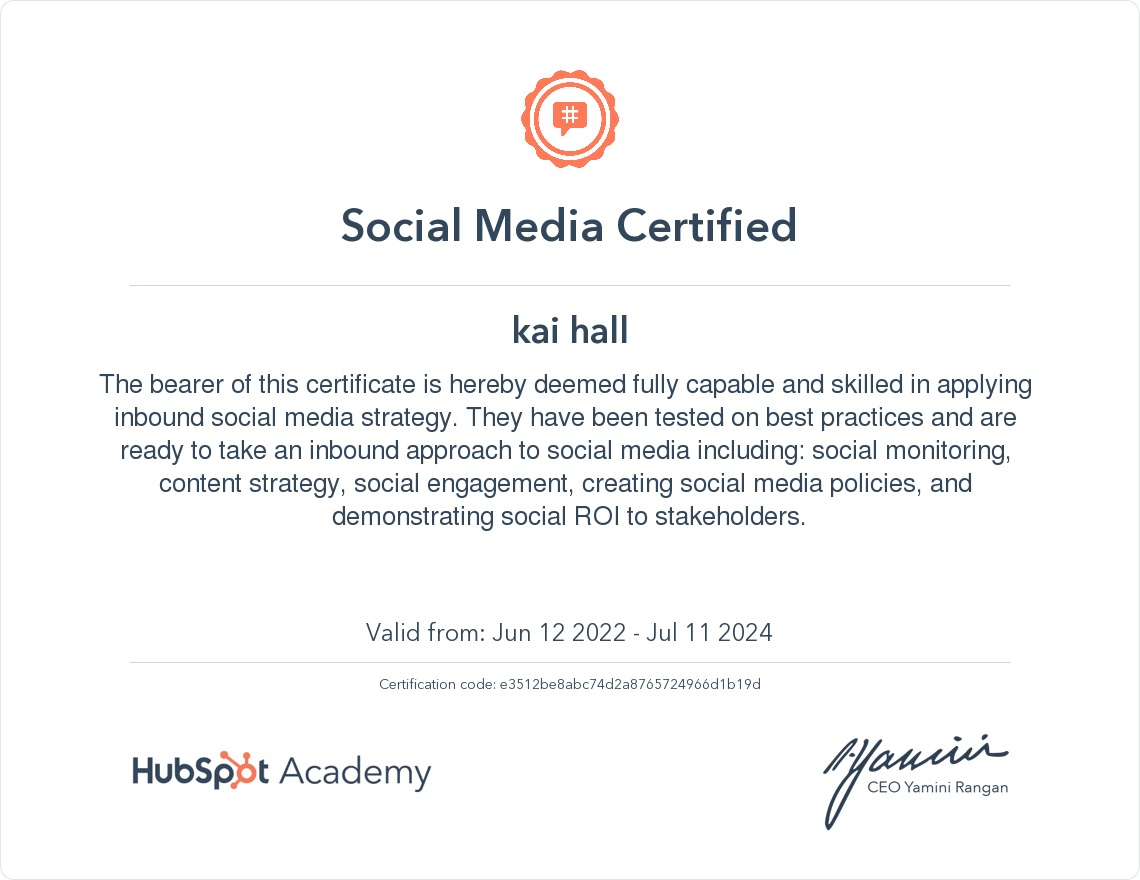 #
Social Media Certified
kai hall
The bearer of this certificate is hereby deemed fully capable and skilled in applying
inbound social media strategy. They have been tested on best practices and are
ready to take an inbound approach to social media including: social monitoring,
content strategy, social engagement, creating social media policies, and
demonstrating social ROI to stakeholders.
Valid from: Jun 12 2022 - Jul 11 2024
Certification code: e3512be8abc74d2a8765724966d1b19d
HubSpot Academy
CEO Yamini Rangan